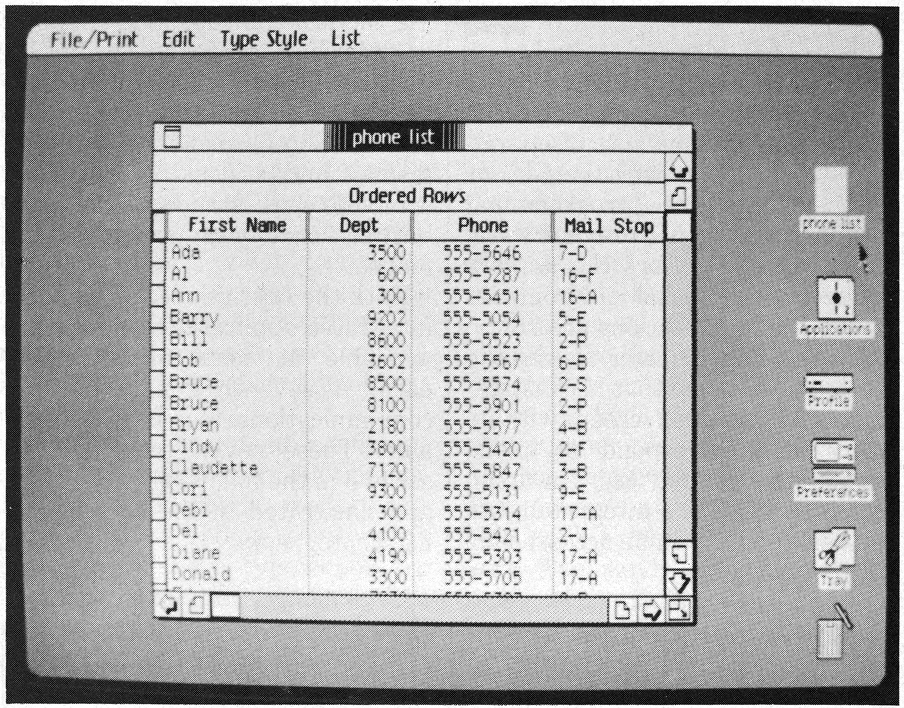 File/Print Edit Type Style List
phone list
Ordered Rows
First Name Dept Phone Mail Stop
Ada 3500 555-5646 7-D
Al 600 555-5287 16-F
Ann 300 555-5451 16-A
Barry 9202 555-5054 5-E
Bill 8600 555-5523 2-P
Bob 3602 555-5567 6-B
Bruce 8500 555-5574 2-S
Bruce 8100 555-5901 2-P
Bryan 2180 555-5577 4-B
Cindy 3800 555-5420 2-T
Claudette 7120 555-5847 3-B
Cori 9300 555-5131 9-E
Debi 300 555-5314 17-A
Del 4100 555-5421 2-J
Diane 4190 555-5303 17-A
Donald 3300 555-5705 17-A
phone list
2
Applications
Profile
Preferences
Tray